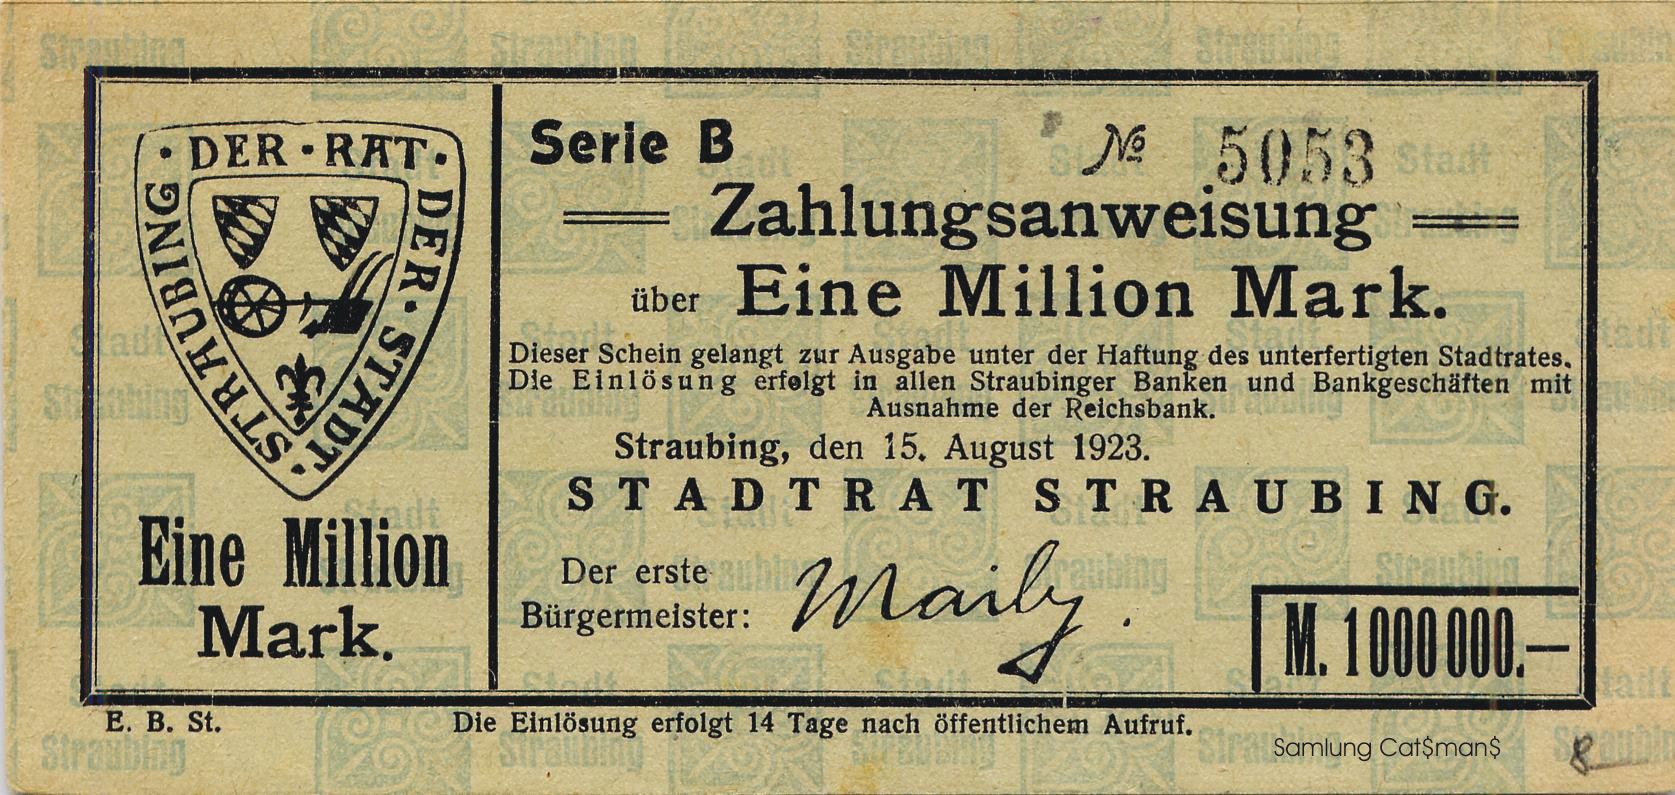 · DER · RAT · DER · STADT · STRAUBING
Eine Million
Mark.
Serie B
№ 5053
Zahlungsanweisung
über Eine Million Mark.
Dieser Schein gelangt zur Ausgabe unter der Haftung des unterfertigten Stadtrates.
Die Einlösung erfolgt in allen Straubinger Banken und Bankgeschäften mit
Ausnahme der Reichsbank.
Straubing, den 15. August 1923.
STADTRAT STRAUBING.
Der erste
Bürgermeister:
M. 1000000.—
E. B. St.
Die Einlösung erfolgt 14 Tage nach öffentlichem Aufruf.
Samlung Cat$man$
8
Stadt
Straubing